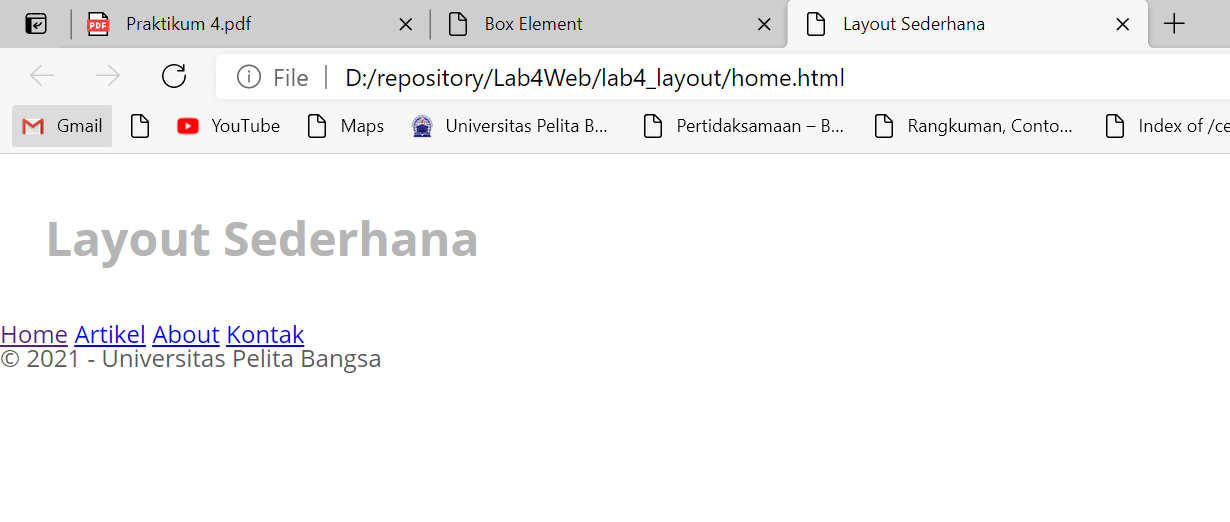 Praktikum 4.pdf Box Element Layout Sederhana
File D:/repository/Lab4Web/lab4_layout/home.html
Gmail YouTube Maps Universitas Pelita B... Pertidaksamaan – B... Rangkuman, Conto... Index of /ce
Layout Sederhana
Home Artikel About Kontak
© 2021 - Universitas Pelita Bangsa